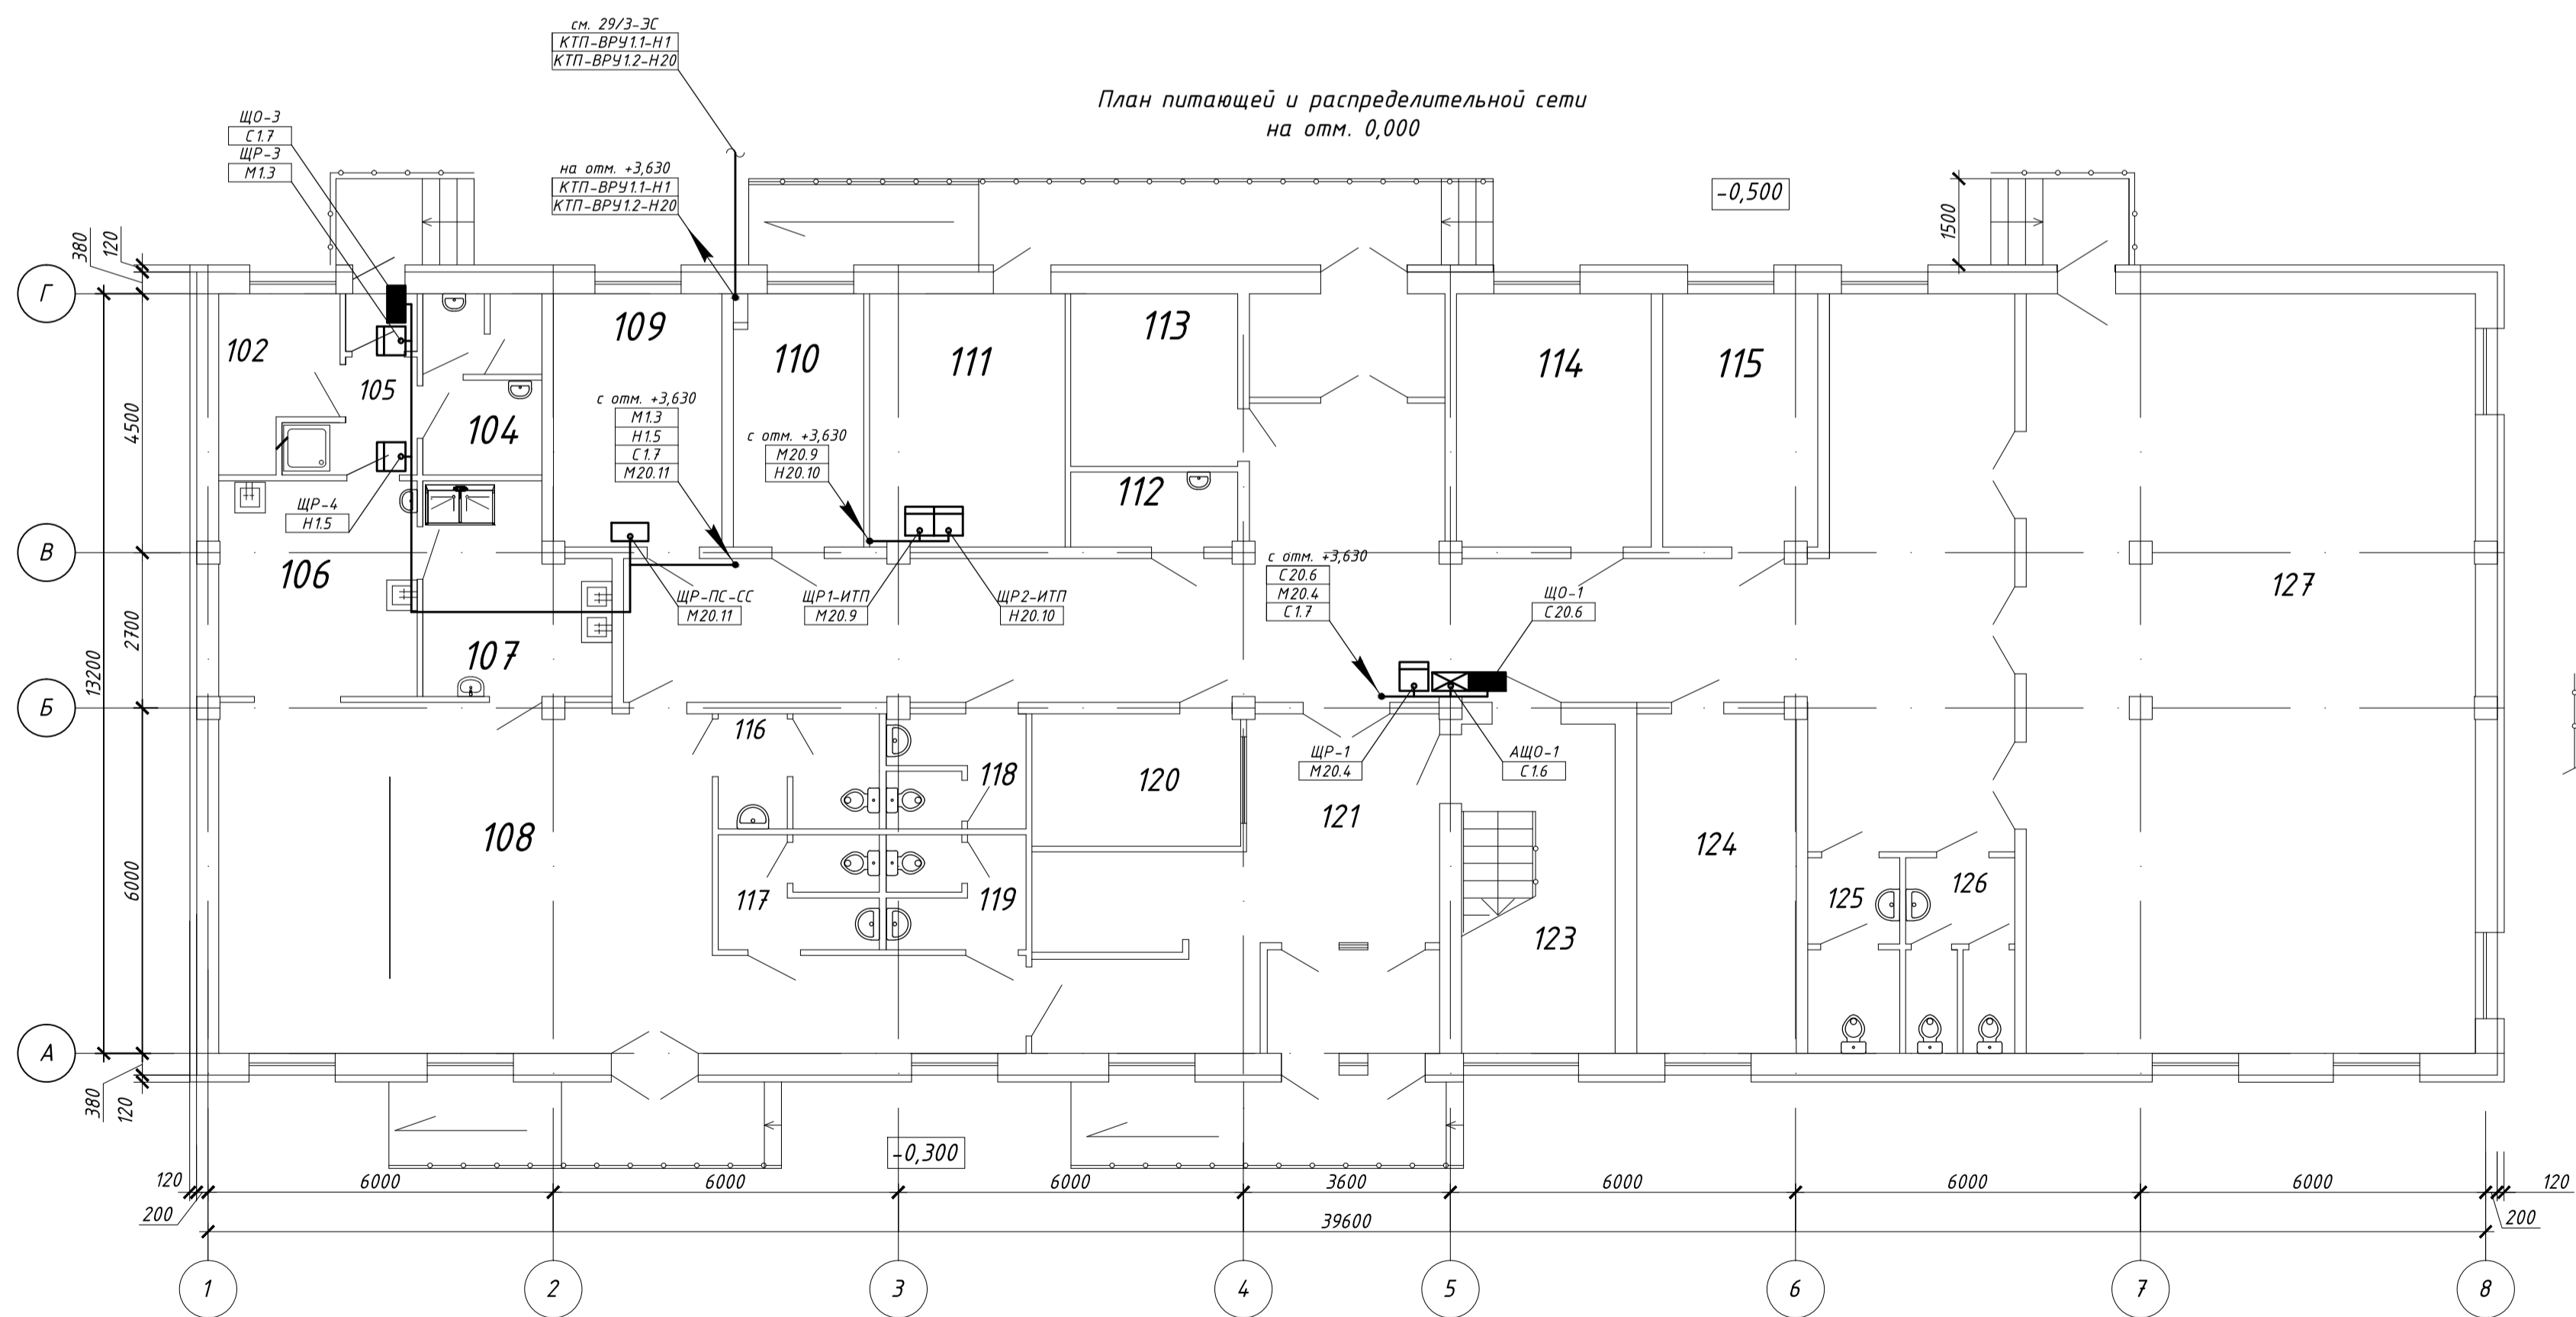 План питающей и распределительной сети
на отм. 0,000
см. 29/3-ЭС
КТП-ВРУ1.1-Н1
КТП-ВРУ1.2-Н20
на отм. +3,630
КТП-ВРУ1.1-Н1
КТП-ВРУ1.2-Н20
ЩО-3
С1.7
ЩР-3
М1.3
-0,500
1500
380
120
Г
В
Б
А
4500
2700
13200
6000
380
120
102
105
104
109
110
111
113
112
114
115
с отм. +3,630
М1.3
Н1.5
С1.7
М20.11
с отм. +3,630
М20.9
Н20.10
ЩР-4
Н1.5
106
107
ЩР-ПС-СС
М20.11
ЩР1-ИТП
М20.9
ЩР2-ИТП
Н20.10
с отм. +3,630
С20.6
М20.4
С1.7
ЩО-1
С20.6
127
ЩР-1
М20.4
АЩО-1
С1.6
108
116
118
117
119
120
121
123
124
125
126
-0,300
120
200
6000
6000
6000
3600
6000
6000
6000
120
200
39600
1
2
3
4
5
6
7
8